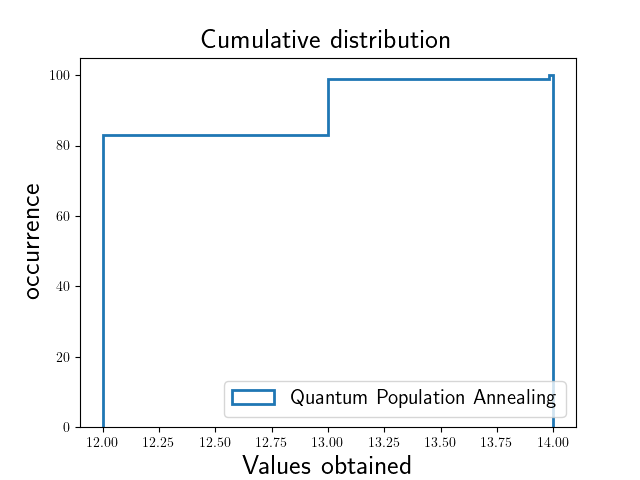 Cumulative distribution
occurrence
100
80
60
40
20
0
Quantum Population Annealing
12.00 12.25 12.50 12.75 13.00 13.25 13.50 13.75 14.00
Values obtained